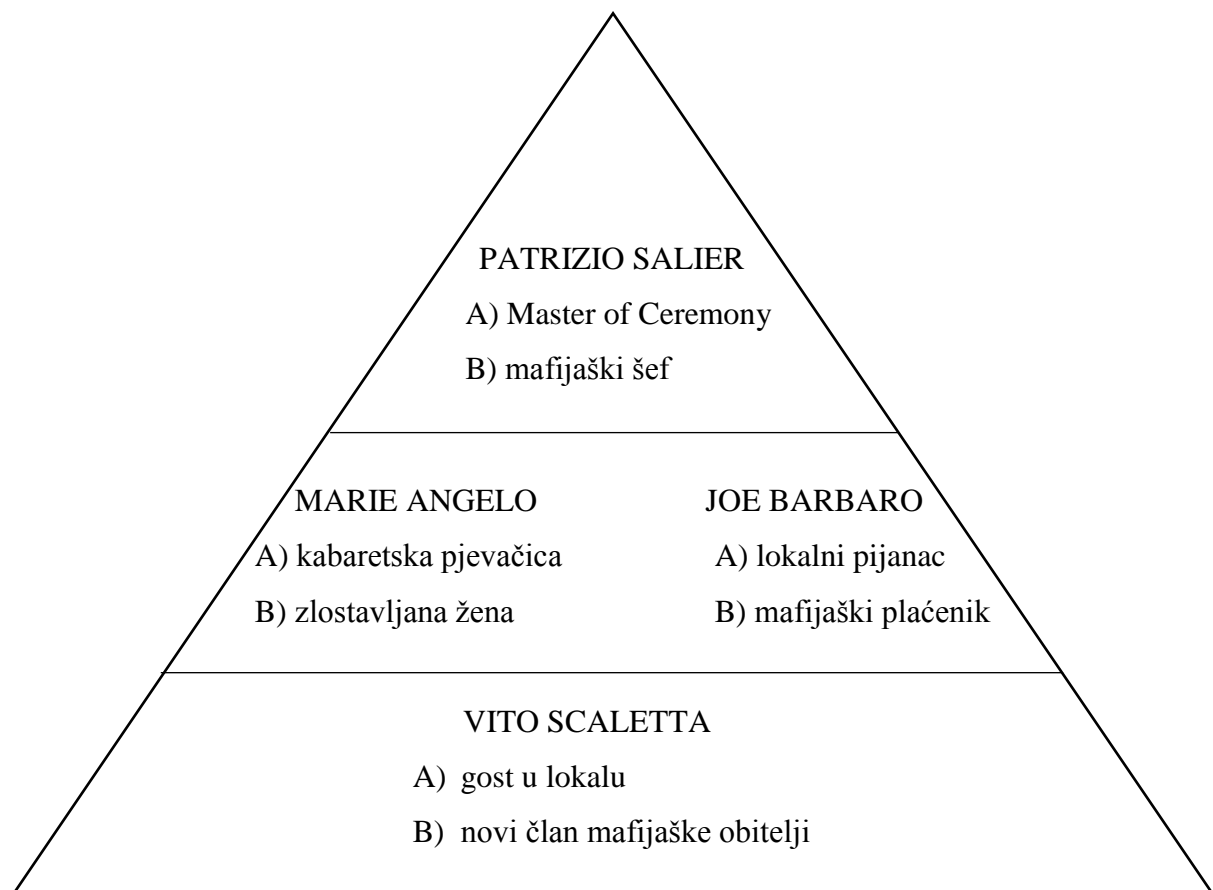 PATRIZIO SALIER
A) Master of Ceremony
B) mafijaški šef
MARIE ANGELO
A) kabaretska pjevačica
B) zlostavljana žena
JOE BARBARO
A) lokalni pijanac
B) mafijaški plaćenik
VITO SCALETTA
A) gost u lokalu
B) novi član mafijaške obitelji